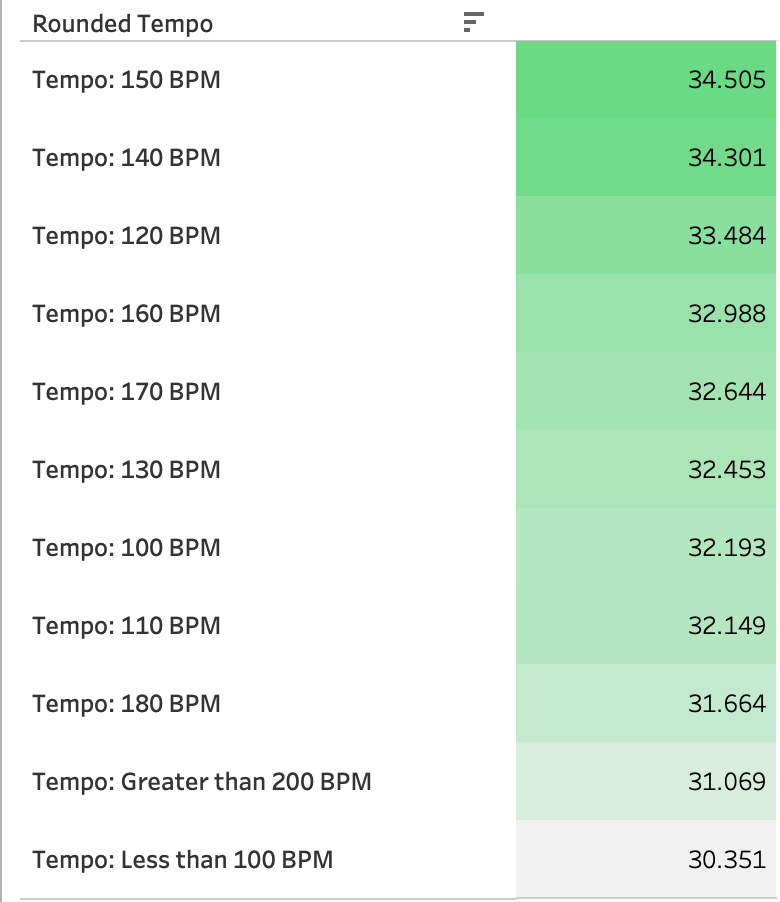 Rounded Tempo
Tempo: 150 BPM 34.505
Tempo: 140 BPM 34.301
Tempo: 120 BPM 33.484
Tempo: 160 BPM 32.988
Tempo: 170 BPM 32.644
Tempo: 130 BPM 32.453
Tempo: 100 BPM 32.193
Tempo: 110 BPM 32.149
Tempo: 180 BPM 31.664
Tempo: Greater than 200 BPM 31.069
Tempo: Less than 100 BPM 30.351